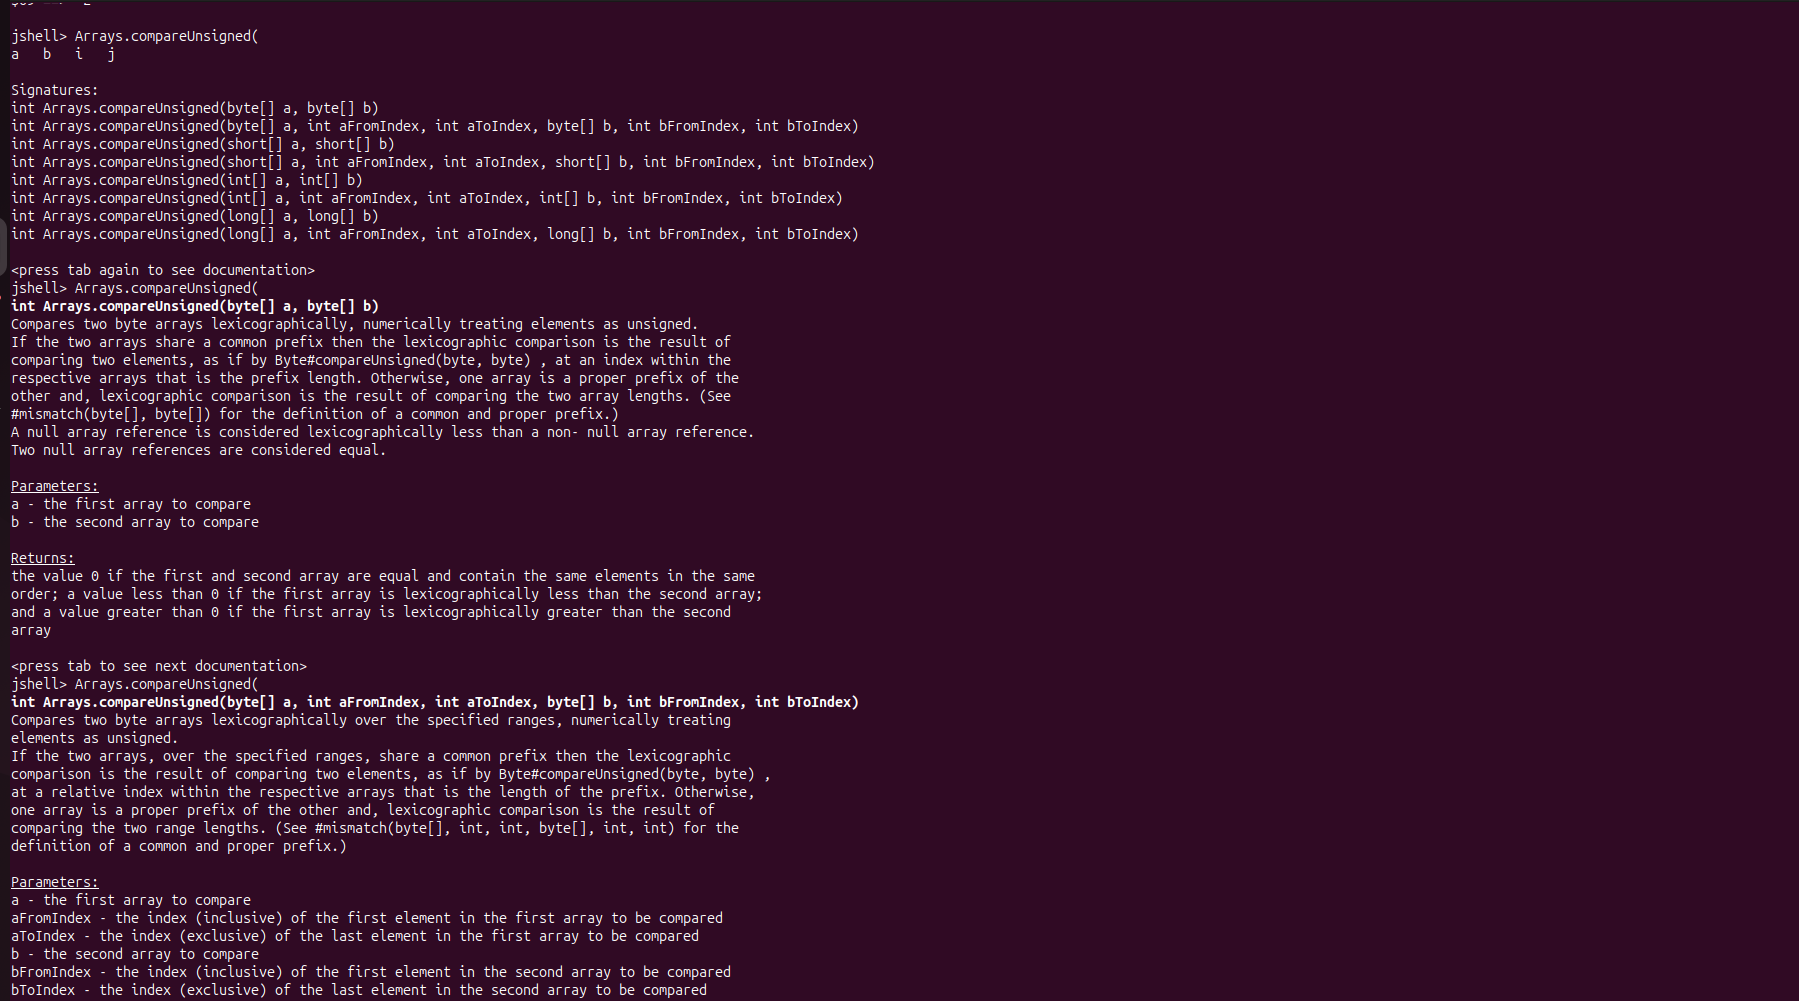 jshell> Arrays.compareUnsigned(
a   b   i   j
Signatures:
int Arrays.compareUnsigned(byte[] a, byte[] b)
int Arrays.compareUnsigned(byte[] a, int aFromIndex, int aToIndex, byte[] b, int bFromIndex, int bToIndex)
int Arrays.compareUnsigned(short[] a, short[] b)
int Arrays.compareUnsigned(short[] a, int aFromIndex, int aToIndex, short[] b, int bFromIndex, int bToIndex)
int Arrays.compareUnsigned(int[] a, int[] b)
int Arrays.compareUnsigned(int[] a, int aFromIndex, int aToIndex, int[] b, int bFromIndex, int bToIndex)
int Arrays.compareUnsigned(long[] a, long[] b)
int Arrays.compareUnsigned(long[] a, int aFromIndex, int aToIndex, long[] b, int bFromIndex, int bToIndex)
<press tab again to see documentation>
jshell> Arrays.compareUnsigned(
int Arrays.compareUnsigned(byte[] a, byte[] b)
Compares two byte arrays lexicographically, numerically treating elements as unsigned.
If the two arrays share a common prefix then the lexicographic comparison is the result of
comparing two elements, as if by Byte#compareUnsigned(byte, byte) , at an index within the
respective arrays that is the prefix length. Otherwise, one array is a proper prefix of the
other and, lexicographic comparison is the result of comparing the two array lengths. (See
#mismatch(byte[], byte[]) for the definition of a common and proper prefix.)
A null array reference is considered lexicographically less than a non- null array reference.
Two null array references are considered equal.
Parameters:
a - the first array to compare
b - the second array to compare
Returns:
the value 0 if the first and second array are equal and contain the same elements in the same
order; a value less than 0 if the first array is lexicographically less than the second array;
and a value greater than 0 if the first array is lexicographically greater than the second
array
<press tab to see next documentation>
jshell> Arrays.compareUnsigned(
int Arrays.compareUnsigned(byte[] a, int aFromIndex, int aToIndex, byte[] b, int bFromIndex, int bToIndex)
Compares two byte arrays lexicographically over the specified ranges, numerically treating
elements as unsigned.
If the two arrays, over the specified ranges, share a common prefix then the lexicographic
comparison is the result of comparing two elements, as if by Byte#compareUnsigned(byte, byte) ,
at a relative index within the respective arrays that is the length of the prefix. Otherwise,
one array is a proper prefix of the other and, lexicographic comparison is the result of
comparing the two range lengths. (See #mismatch(byte[], int, int, byte[], int, int) for the
definition of a common and proper prefix.)
Parameters:
a - the first array to compare
aFromIndex - the index (inclusive) of the first element in the first array to be compared
aToIndex - the index (exclusive) of the last element in the first array to be compared
b - the second array to compare
bFromIndex - the index (inclusive) of the first element in the second array to be compared
bToIndex - the index (exclusive) of the last element in the second array to be compared